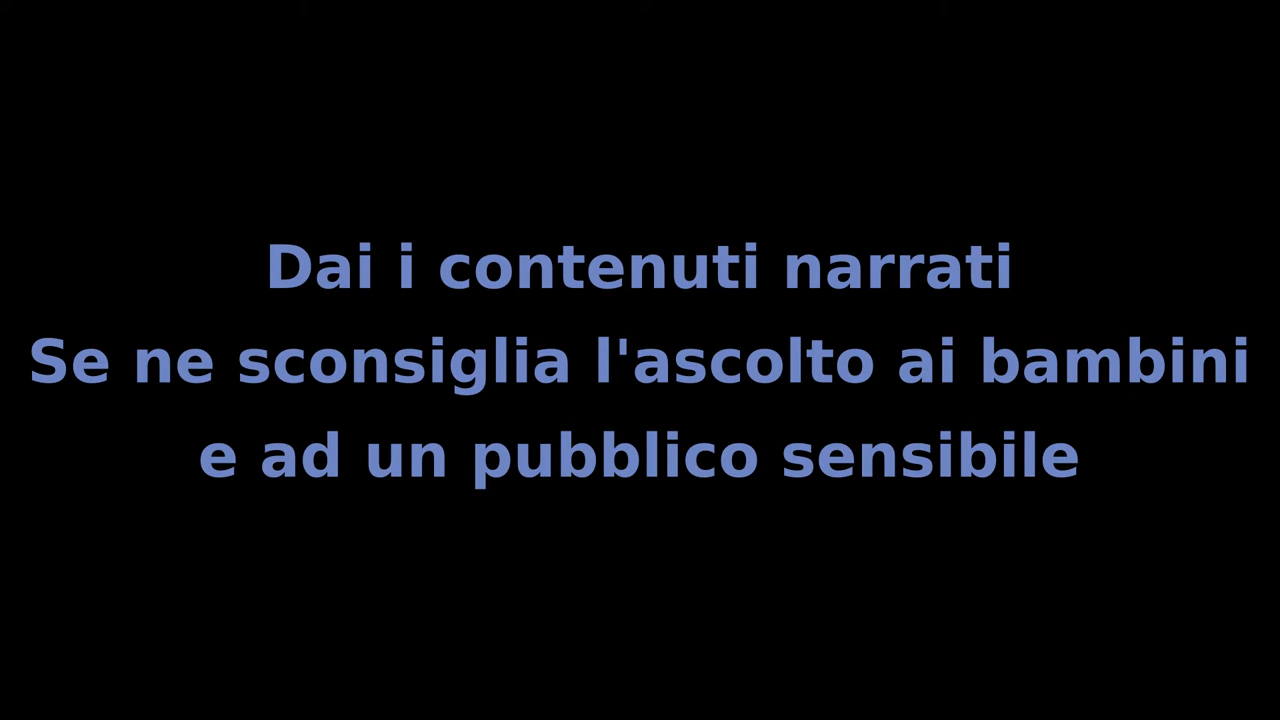 Dai i contenuti narrati
Se ne sconsiglia l'ascolto ai bambini
e ad un pubblico sensibile